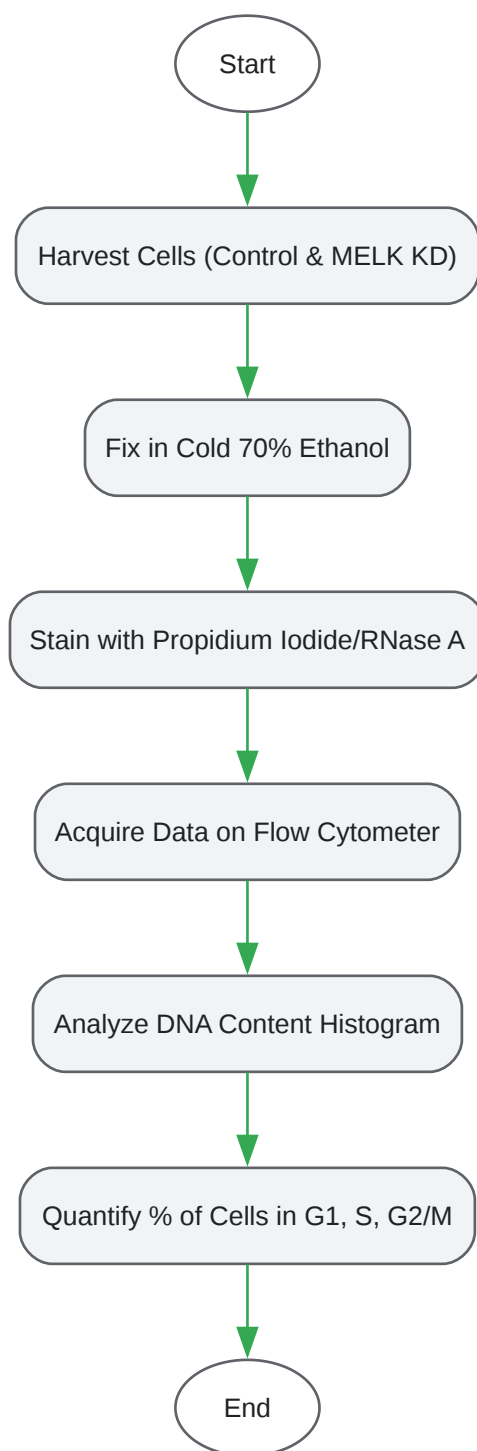 Start
Harvest Cells (Control & MELK KD)
Fix in Cold 70% Ethanol
Stain with Propidium Iodide/RNase A
Acquire Data on Flow Cytometer
Analyze DNA Content Histogram
Quantify % of Cells in G1, S, G2/M
End